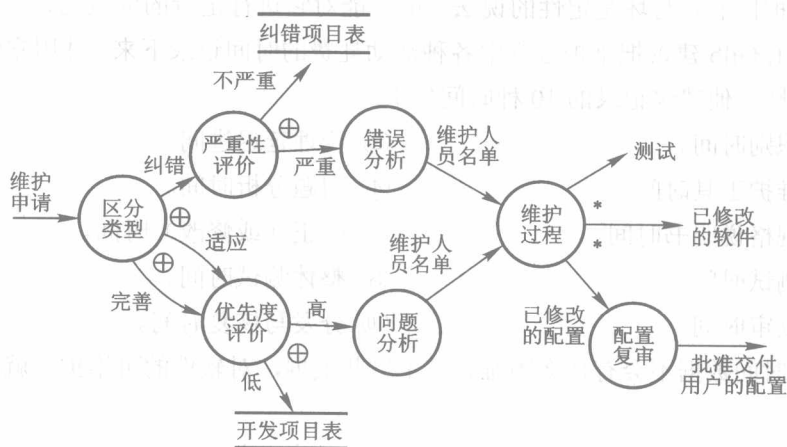 纠错项目表
不严重
维护
申请
区分
类型
纠错
严重性
评价
⊕
严重
错误
分析
维护人
员名单
测试
⊕
适应
⊕
完善
优先度
评价
高
⊕
低
问题
分析
维护人
员名单
维护
过程
*
*
已修改
的软件
已修改
的配置
配置
复审
批准交付
用户的配置
开发项目表